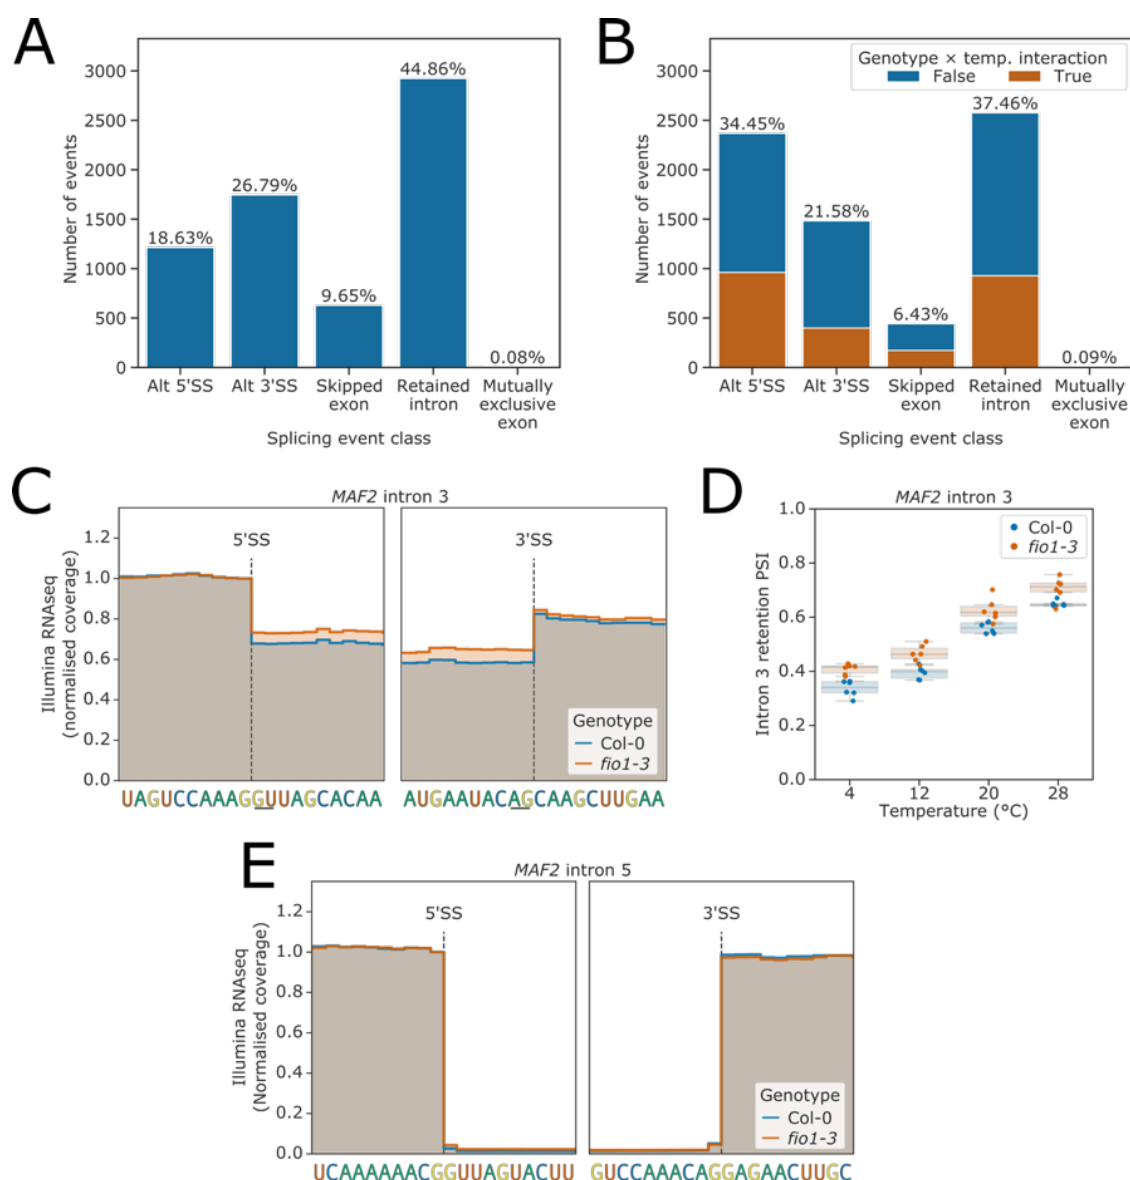 A
Number of events
3000
2500
2000
1500
1000
500
0
18.63%
26.79%
9.65%
44.86%
0.08%
Alt 5'SS
Alt 3'SS
Skipped
exon
Retained
intron
Mutually
exclusive
exon
Splicing event class
B
Genotype × temp. interaction
False True
Number of events
3000
2500
2000
1500
1000
500
0
34.45%
21.58%
6.43%
37.46%
0.09%
Alt 5'SS
Alt 3'SS
Skipped
exon
Retained
intron
Mutually
exclusive
exon
Splicing event class
C
MAF2 intron 3
Illumina RNAseq
(normalised coverage)
1.2
1.0
0.8
0.6
0.4
0.2
0.0
5'SS
3'SS
Genotype
Col-0
fio1-3
UAGUCCAAAGGUUAGCACAA
AUGAAUACAGCAAGCUUGAA
D
MAF2 intron 3
Intron 3 retention PSI
1.0
0.8
0.6
0.4
0.2
0.0
Col-0
fio1-3
4 12 20 28
Temperature (°C)
E
MAF2 intron 5
Illumina RNAseq
(Normalised coverage)
1.2
1.0
0.8
0.6
0.4
0.2
0.0
5'SS
3'SS
Genotype
Col-0
fio1-3
UCAAAAAACGGUUAGUACUU
GUCCAAACAGGAGAACUUGC